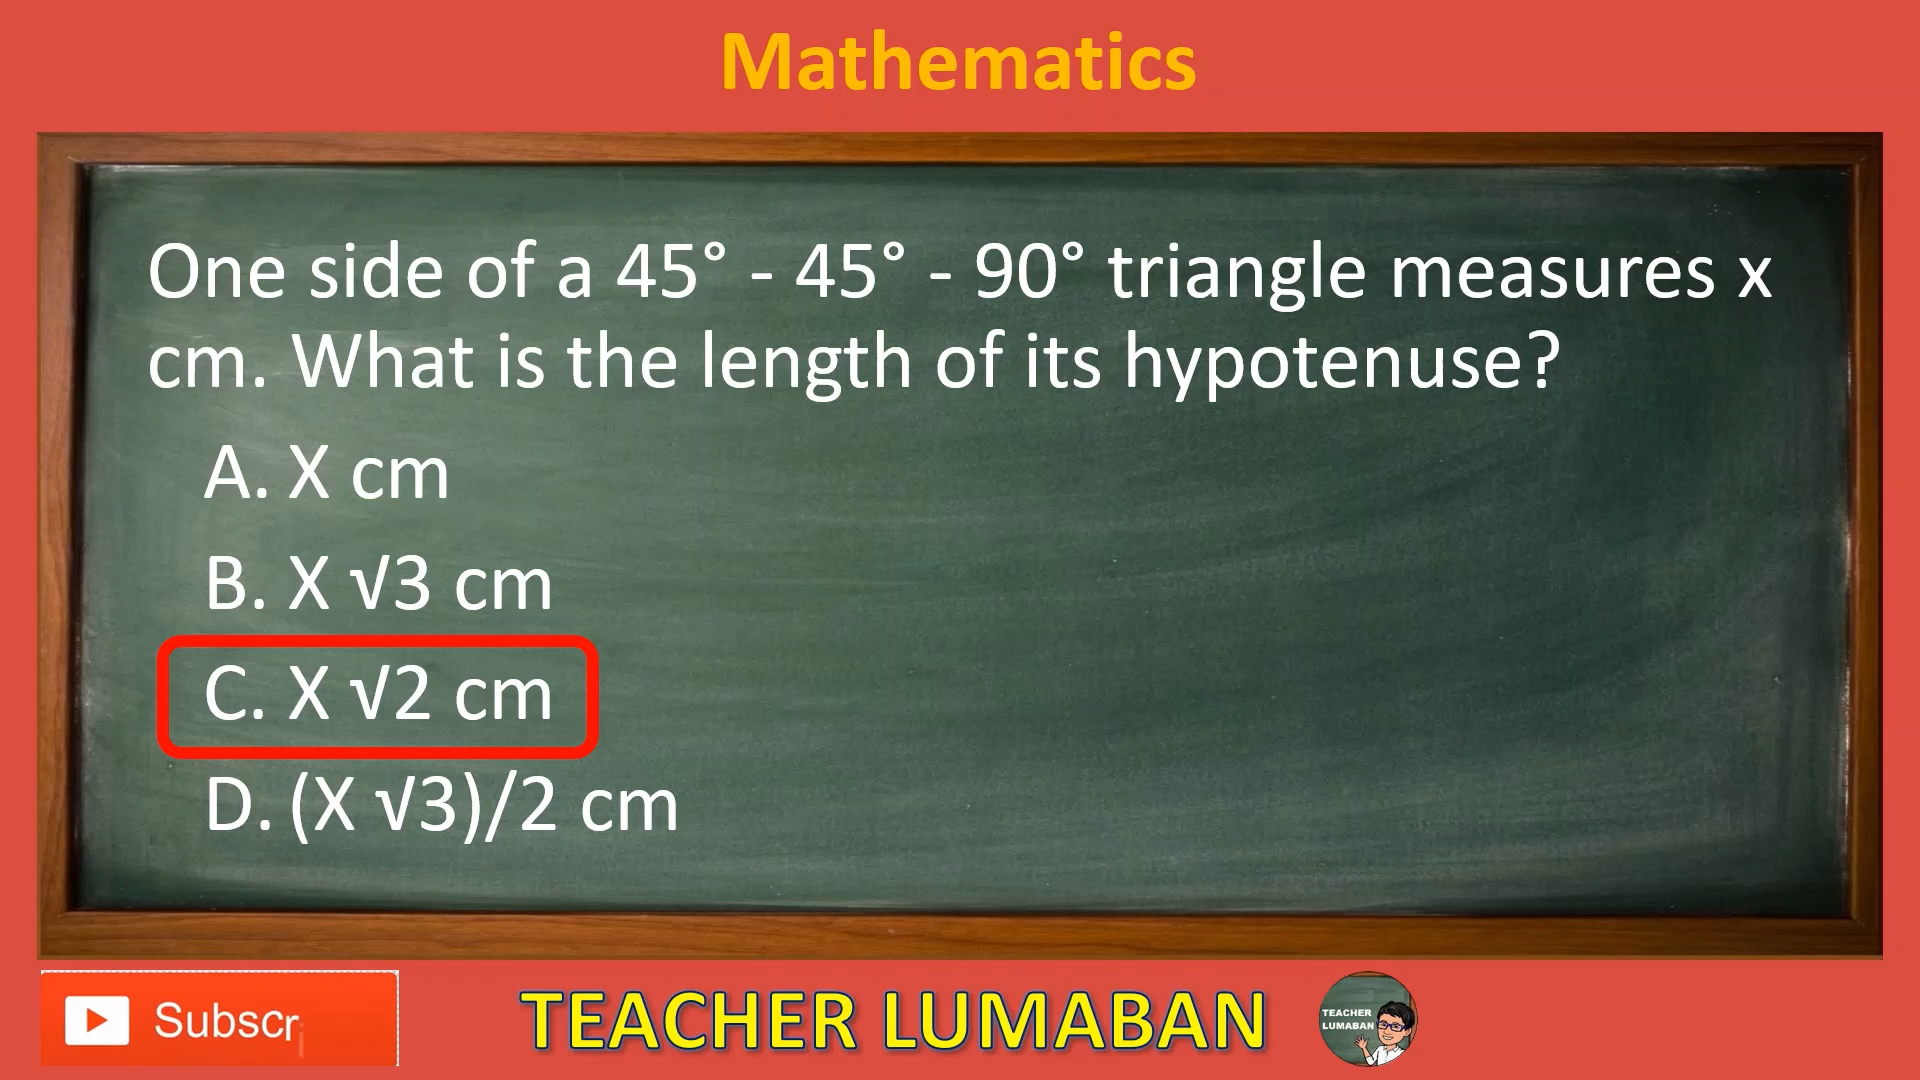 Mathematics
One side of a 45° - 45° - 90° triangle measures x
cm. What is the length of its hypotenuse?
A. X cm
B. X √3 cm
C. X √2 cm
D. (X √3)/2 cm
Subscr
TEACHER LUMABAN
TEACHER
LUMABAN